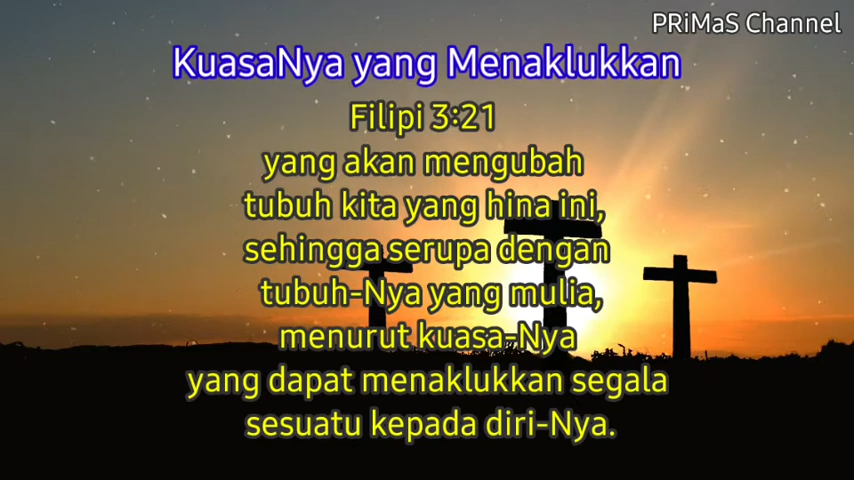 PRiMaS Channel
KuasaNya yang Menaklukkan
Filipi 3:21
yang akan mengubah
tubuh kita yang hina ini,
sehingga serupa dengan
tubuh-Nya yang mulia,
menurut kuasa-Nya
yang dapat menaklukkan segala
sesuatu kepada diri-Nya.